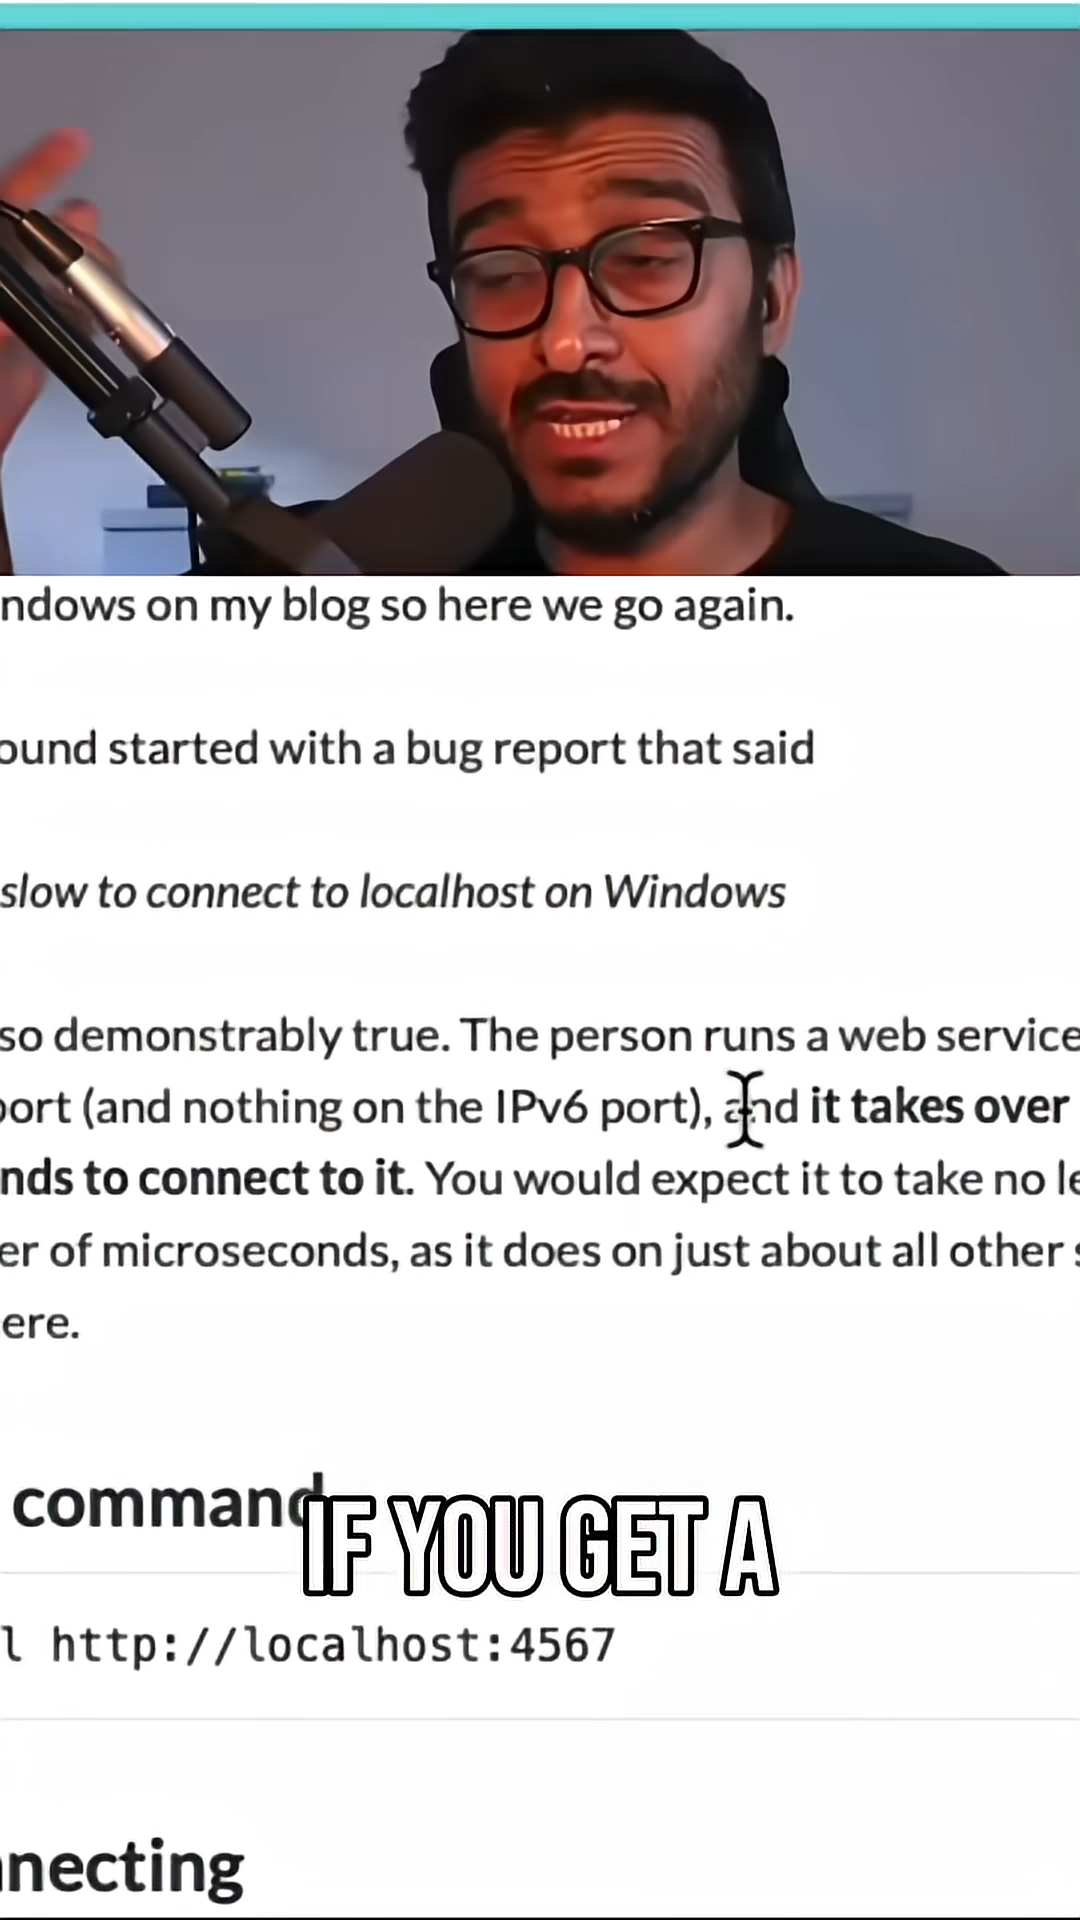 ndows on my blog so here we go again.
ound started with a bug report that said
slow to connect to localhost on Windows
so demonstrably true. The person runs a web service
port (and nothing on the IPv6 port), and it takes over
nds to connect to it. You would expect it to take no le
er of microseconds, as it does on just about all other s
ere.
command
IF YOU GET A
l http://localhost:4567
nnecting